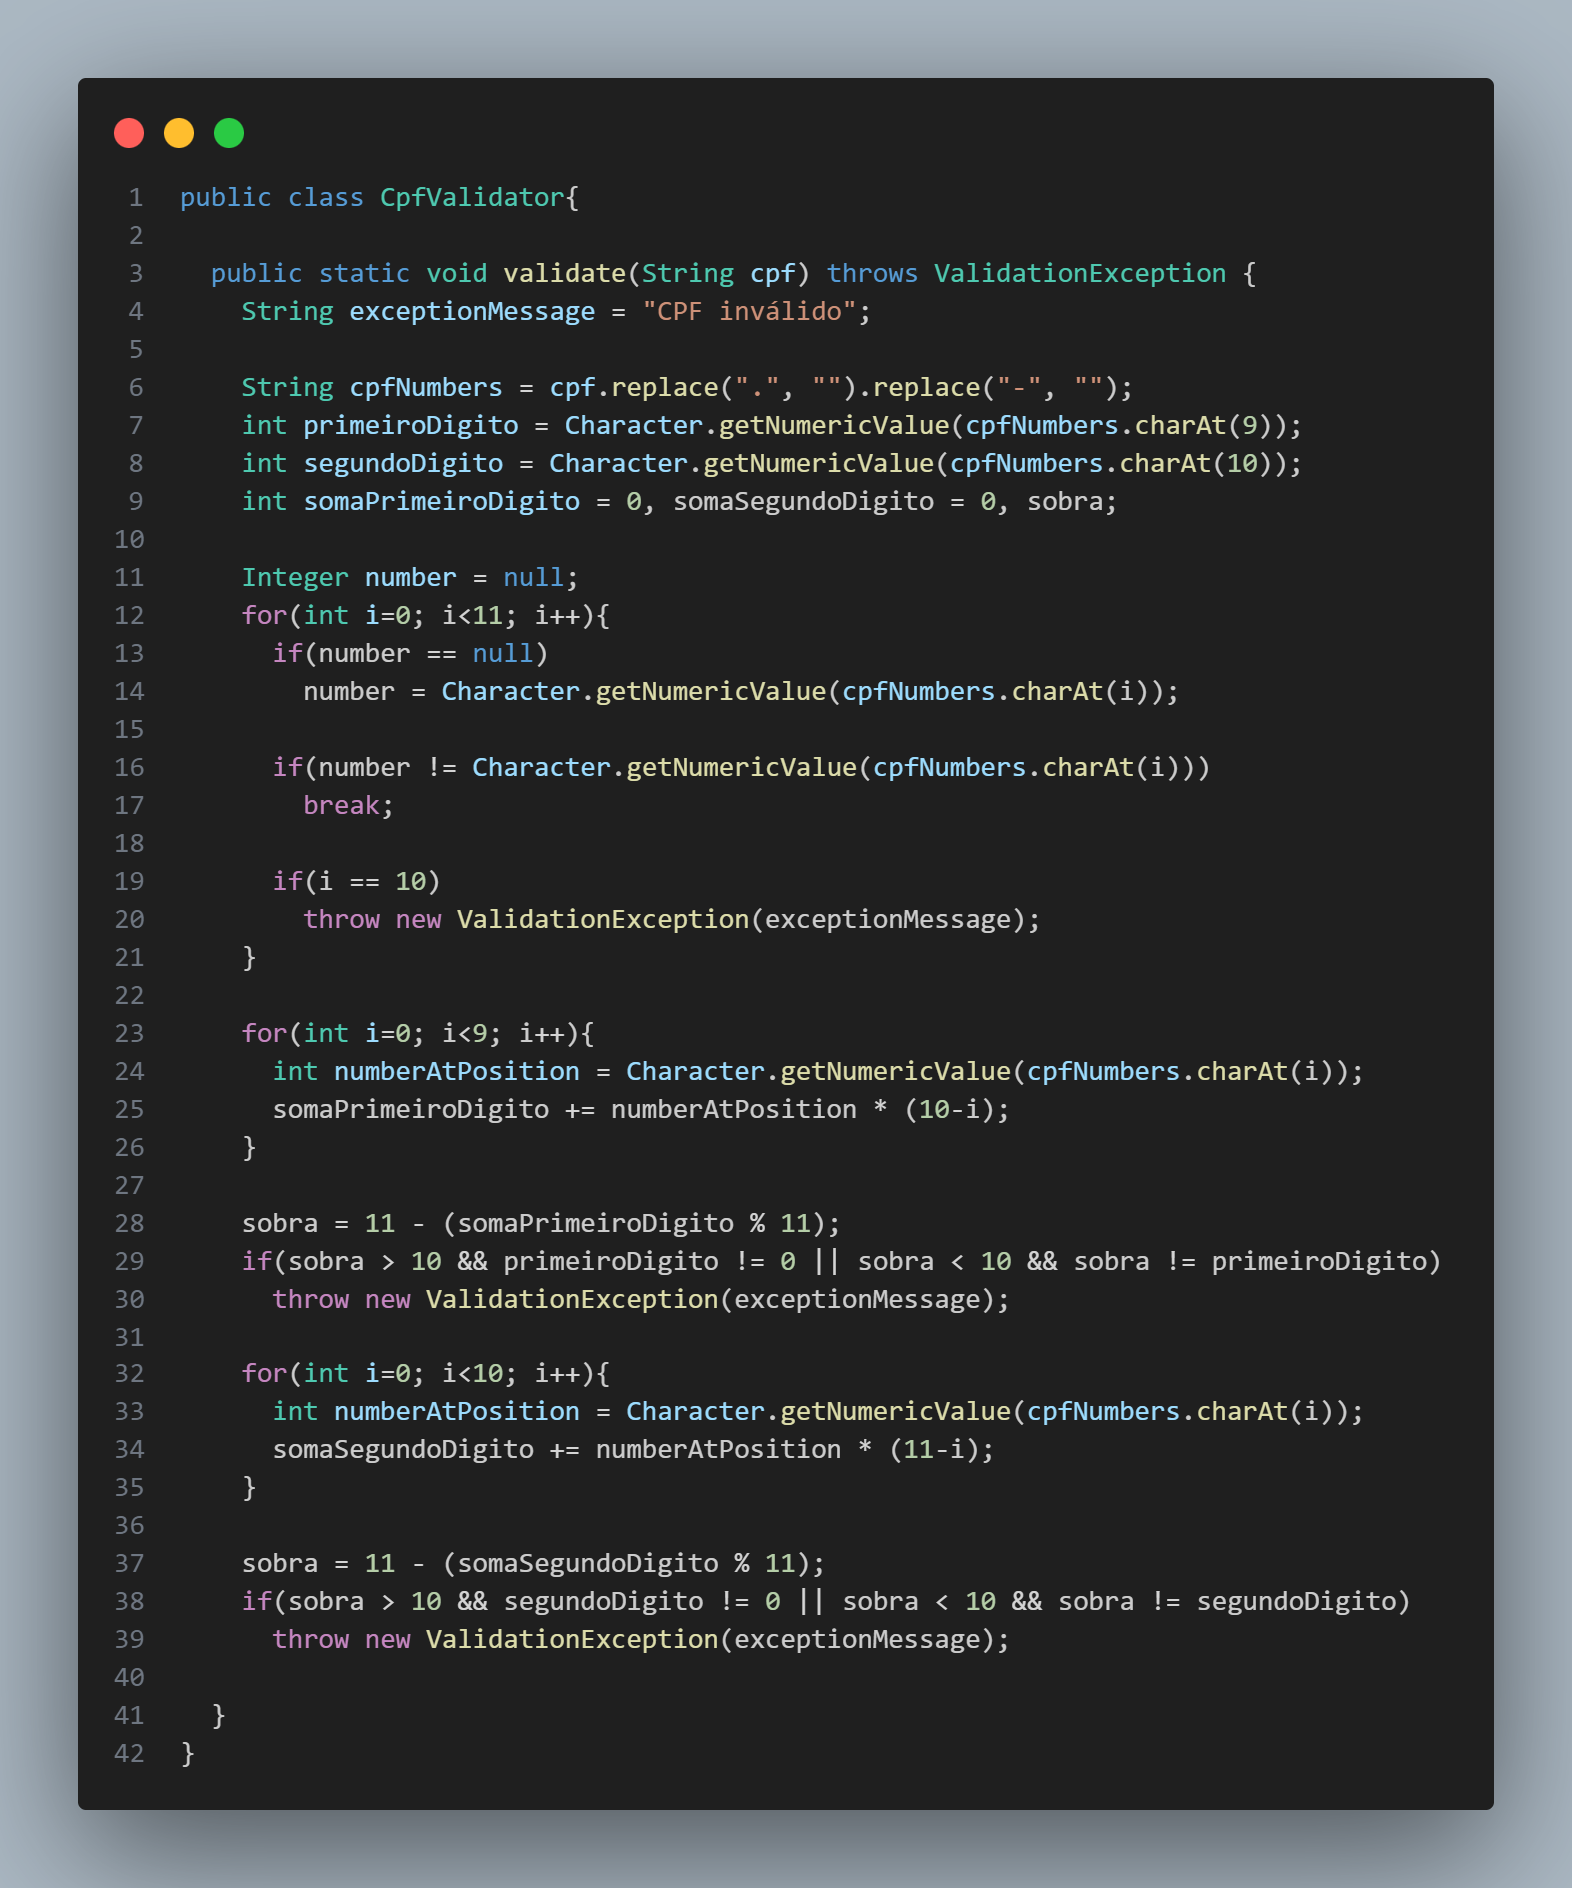 1 public class CpfValidator{
2
3 public static void validate(String cpf) throws ValidationException {
4 String exceptionMessage = "CPF inválido";
5
6 String cpfNumbers = cpf.replace(".", "").replace("-", "");
7 int primeiroDigito = Character.getNumericValue(cpfNumbers.charAt(9));
8 int segundoDigito = Character.getNumericValue(cpfNumbers.charAt(10));
9 int somaPrimeiroDigito = 0, somaSegundoDigito = 0, sobra;
10
11 Integer number = null;
12 for(int i=0; i<11; i++){
13 if(number == null)
14 number = Character.getNumericValue(cpfNumbers.charAt(i));
15
16 if(number != Character.getNumericValue(cpfNumbers.charAt(i)))
17 break;
18
19 if(i == 10)
20 throw new ValidationException(exceptionMessage);
21 }
22
23 for(int i=0; i<9; i++){
24 int numberAtPosition = Character.getNumericValue(cpfNumbers.charAt(i));
25 somaPrimeiroDigito += numberAtPosition * (10-i);
26 }
27
28 sobra = 11 - (somaPrimeiroDigito % 11);
29 if(sobra > 10 && primeiroDigito != 0 || sobra < 10 && sobra != primeiroDigito)
30 throw new ValidationException(exceptionMessage);
31
32 for(int i=0; i<10; i++){
33 int numberAtPosition = Character.getNumericValue(cpfNumbers.charAt(i));
34 somaSegundoDigito += numberAtPosition * (11-i);
35 }
36
37 sobra = 11 - (somaSegundoDigito % 11);
38 if(sobra > 10 && segundoDigito != 0 || sobra < 10 && sobra != segundoDigito)
39 throw new ValidationException(exceptionMessage);
40
41 }
42 }